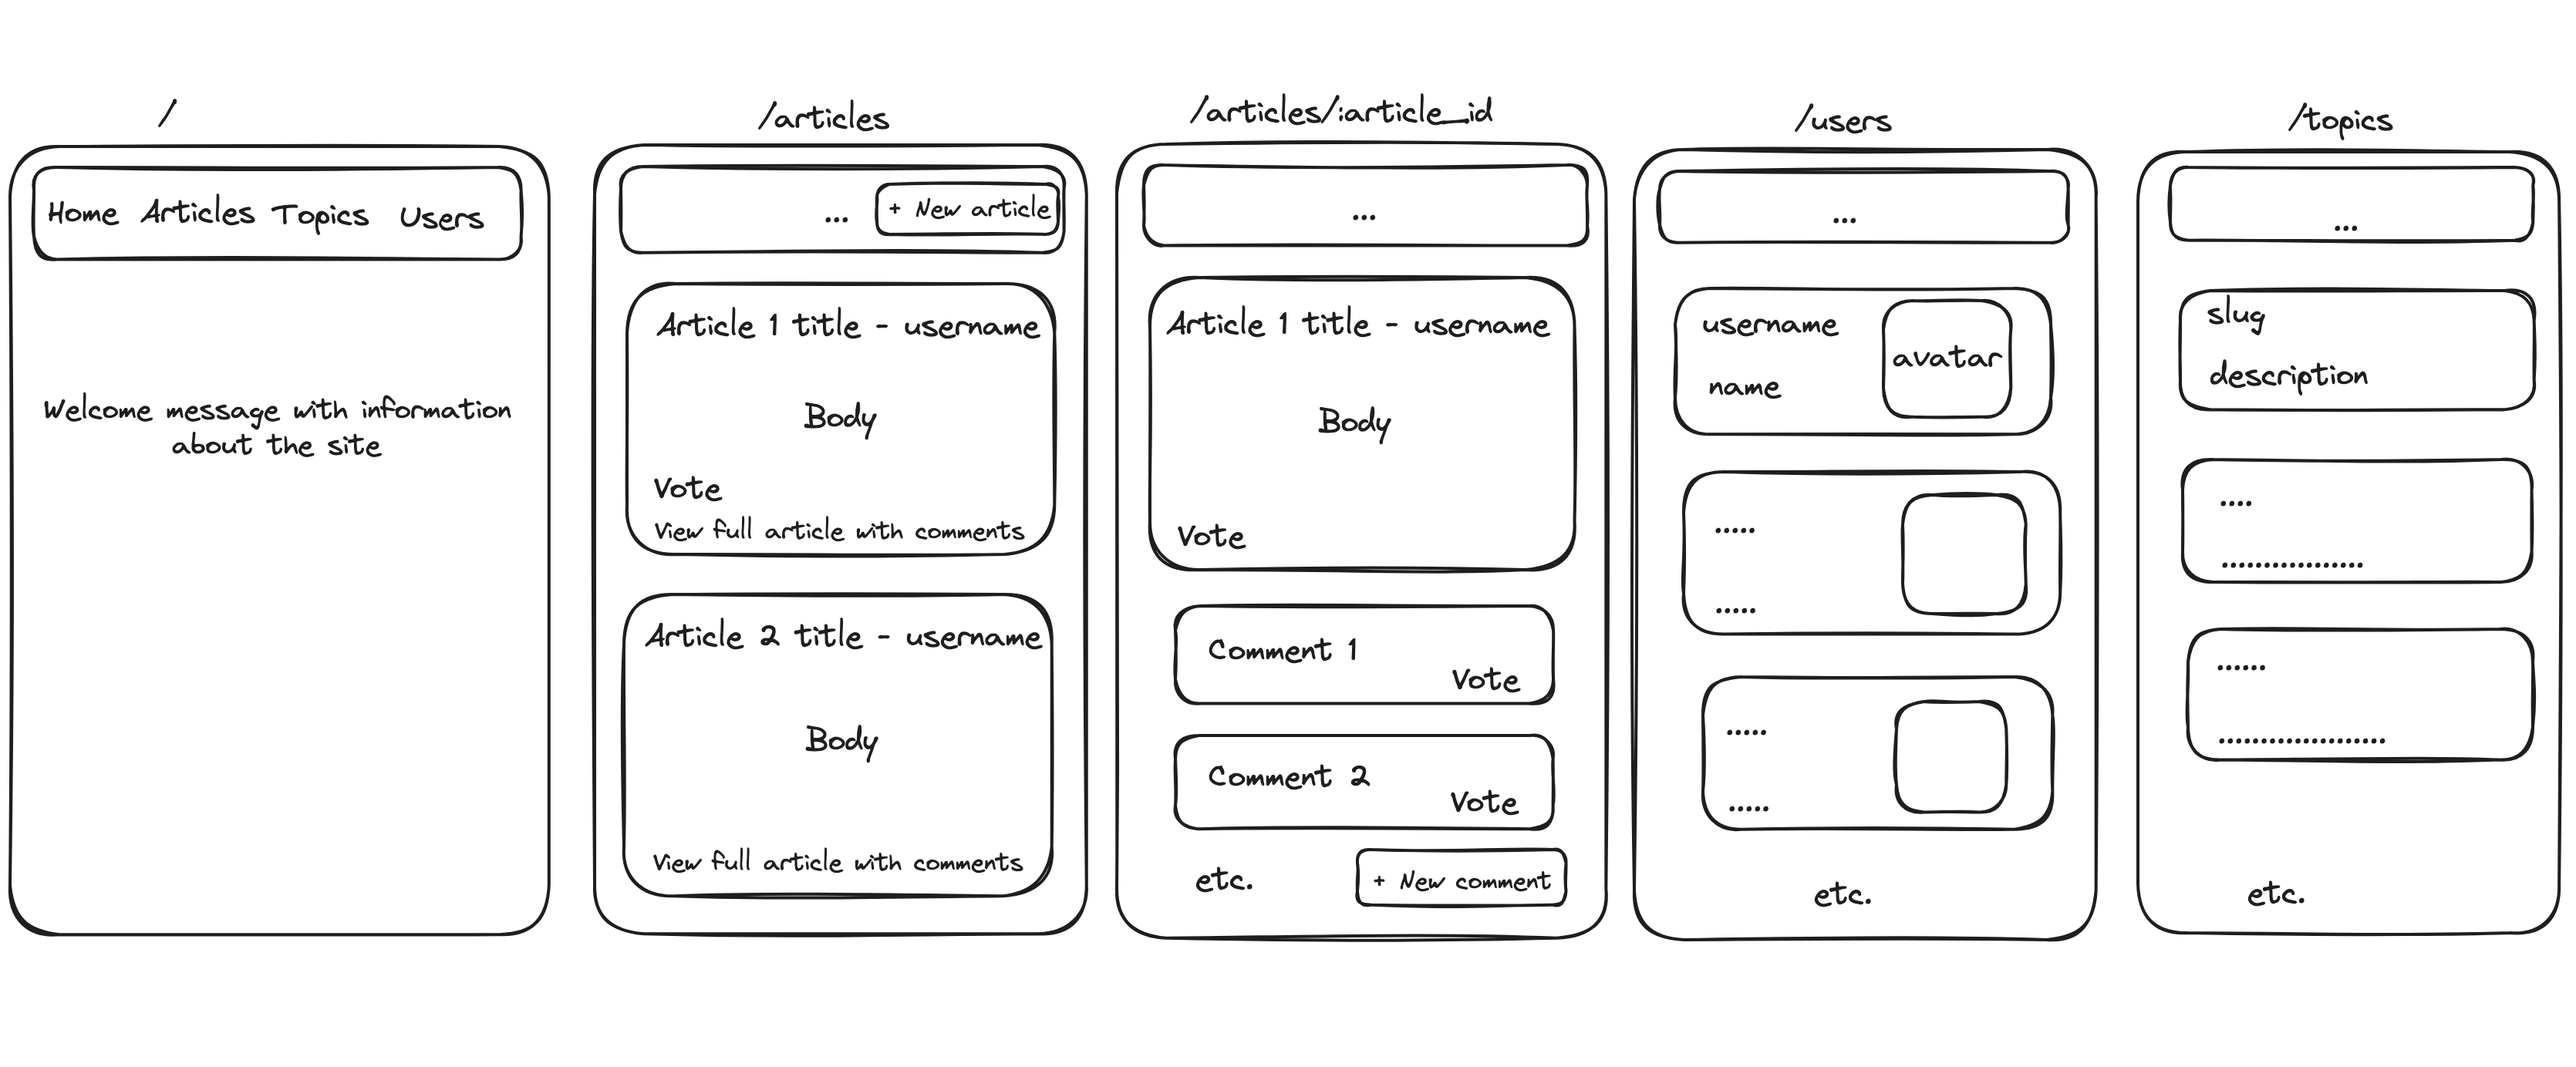 /
Home Articles Topics Users
Welcome message with information
about the site
/articles
... + New article
Article 1 title - username
Body
Vote
View full article with comments
Article 2 title - username
Body
View full article with comments
/articles/:article_id
...
Article 1 title - username
Body
Vote
Comment 1
Vote
Comment 2
Vote
etc.
+ New comment
/users
...
username
name
avatar
.....
.....
.....
.....
etc.
/topics
...
slug
description
....
................
......
...................
etc.